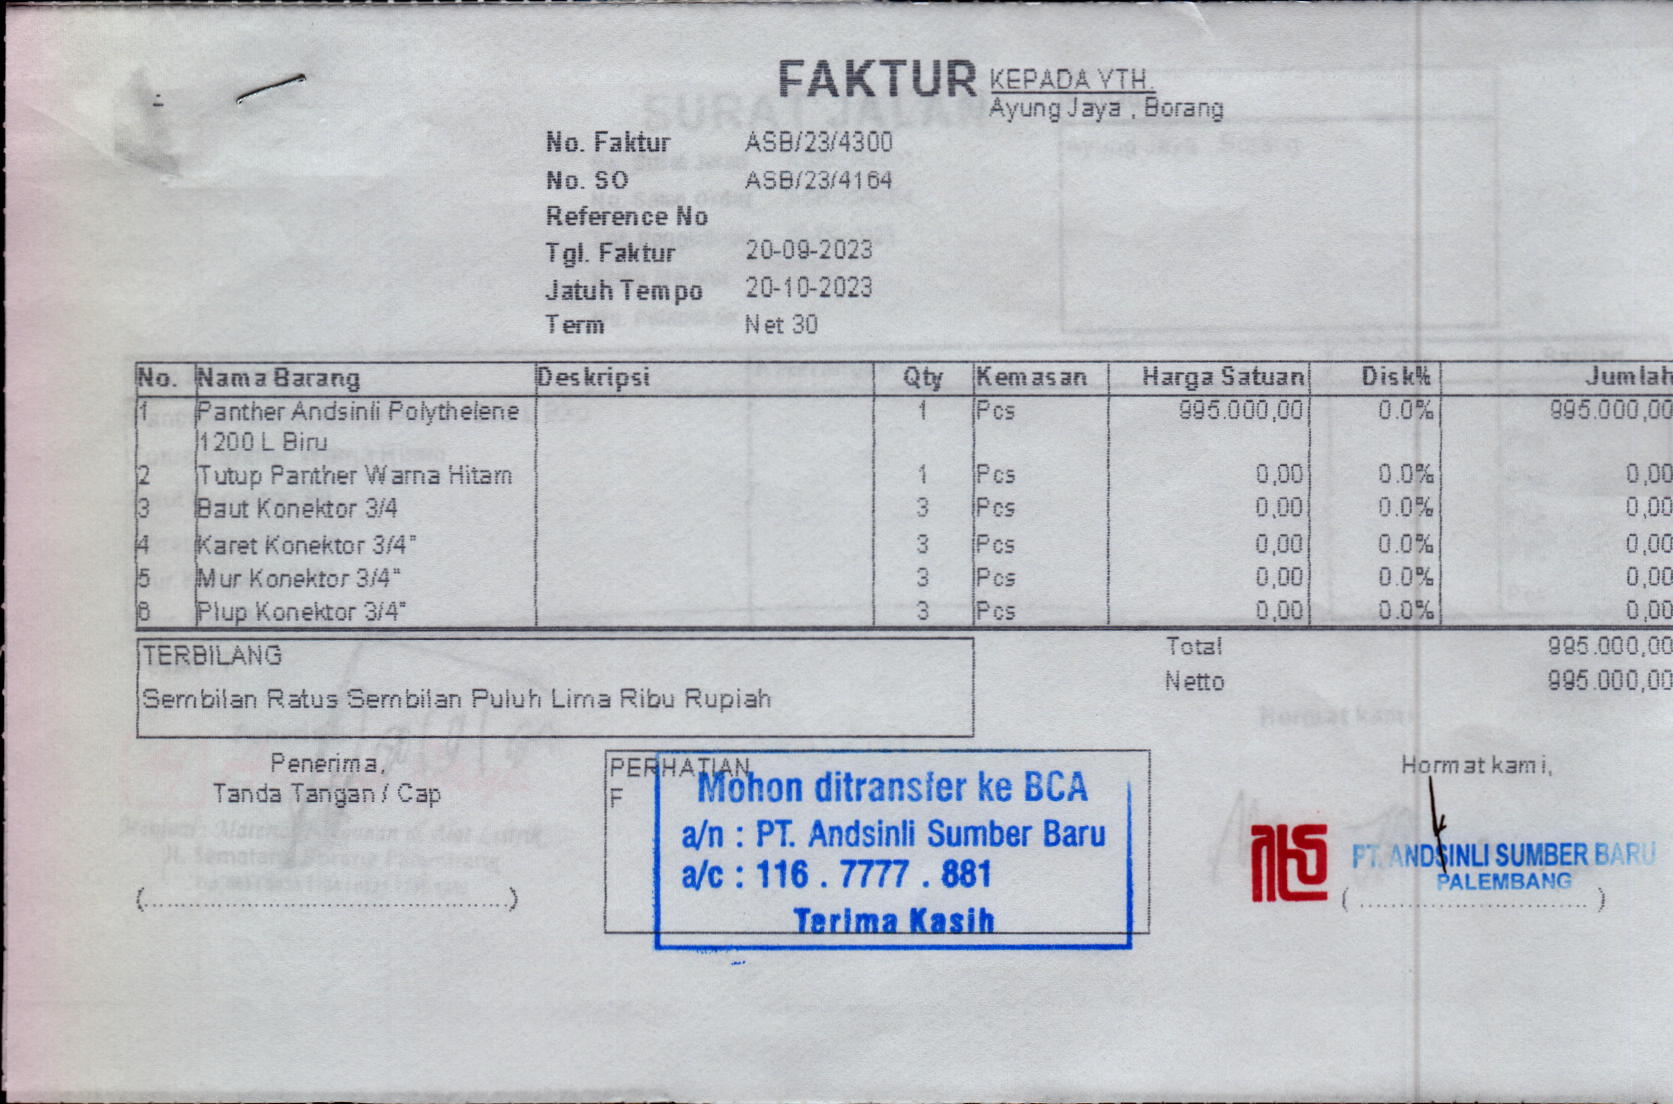 FAKTUR
KEPADA YTH.
Ayung Jaya , Borang
No. Faktur ASB/23/4300
No. SO ASB/23/4164
Reference No
Tgl. Faktur 20-09-2023
Jatuh Tempo 20-10-2023
Term Net 30
No. Nama Barang Deskripsi Qty Kemasan Harga Satuan Disk% Jumlah
1 Panther Andsinli Polythelene 1 Pcs 995.000,00 0.0% 995.000,00
1200 L Biru
2 Tutup Panther Warna Hitam 1 Pcs 0,00 0.0% 0,00
3 Baut Konektor 3/4 3 Pcs 0,00 0.0% 0,00
4 Karet Konektor 3/4" 3 Pcs 0,00 0.0% 0,00
5 Mur Konektor 3/4" 3 Pcs 0,00 0.0% 0,00
6 Plup Konektor 3/4" 3 Pcs 0,00 0.0% 0,00
TERBILANG
Sembilan Ratus Sembilan Puluh Lima Ribu Rupiah
Total 995.000,00
Netto 995.000,00
Penerima,
Tanda Tangan / Cap
(....................................................)
PERHATIAN
F
Mohon ditransfer ke BCA
a/n : PT. Andsinli Sumber Baru
a/c : 116 . 7777 . 881
Terima Kasih
Hormat kami,
PT. ANDSINLI SUMBER BARU
PALEMBANG
( ................................ )